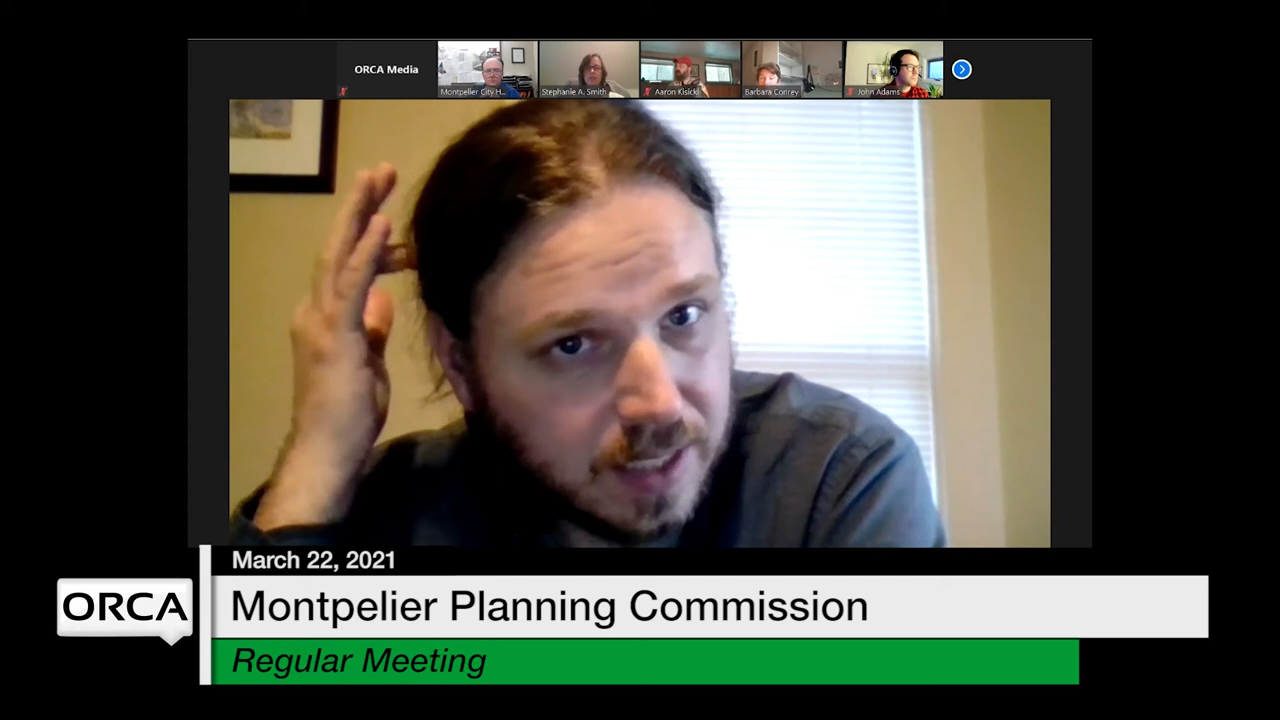 ORCA Media
Montpelier City H...
Stephanie A. Smith
Aaron Kisicki
Barbara Conrey
John Adams
March 22, 2021
ORCA
Montpelier Planning Commission
Regular Meeting